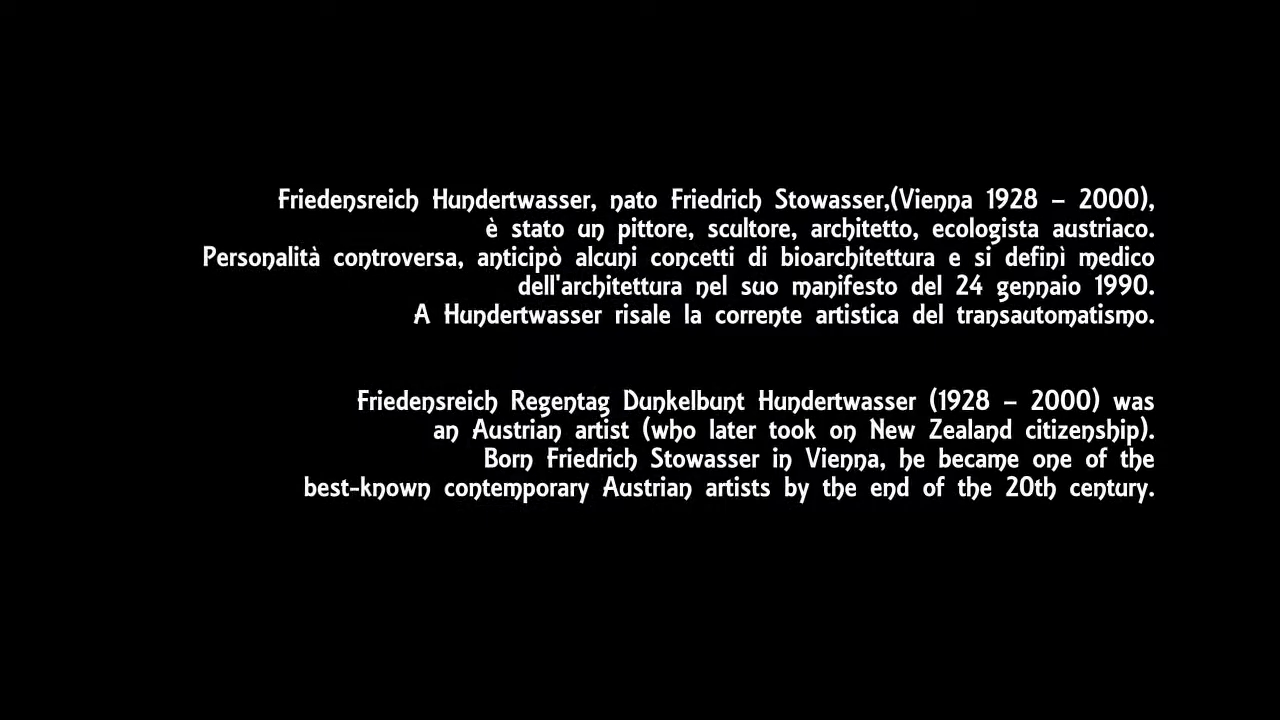 Friedensreich Hundertwasser, nato Friedrich Stowasser,(Vienna 1928 – 2000),
è stato un pittore, scultore, architetto, ecologista austriaco.
Personalità controversa, anticipò alcuni concetti di bioarchitettura e si definì medico
dell'architettura nel suo manifesto del 24 gennaio 1990.
A Hundertwasser risale la corrente artistica del transautomatismo.
Friedensreich Regentag Dunkelbunt Hundertwasser (1928 – 2000) was
an Austrian artist (who later took on New Zealand citizenship).
Born Friedrich Stowasser in Vienna, he became one of the
best-known contemporary Austrian artists by the end of the 20th century.